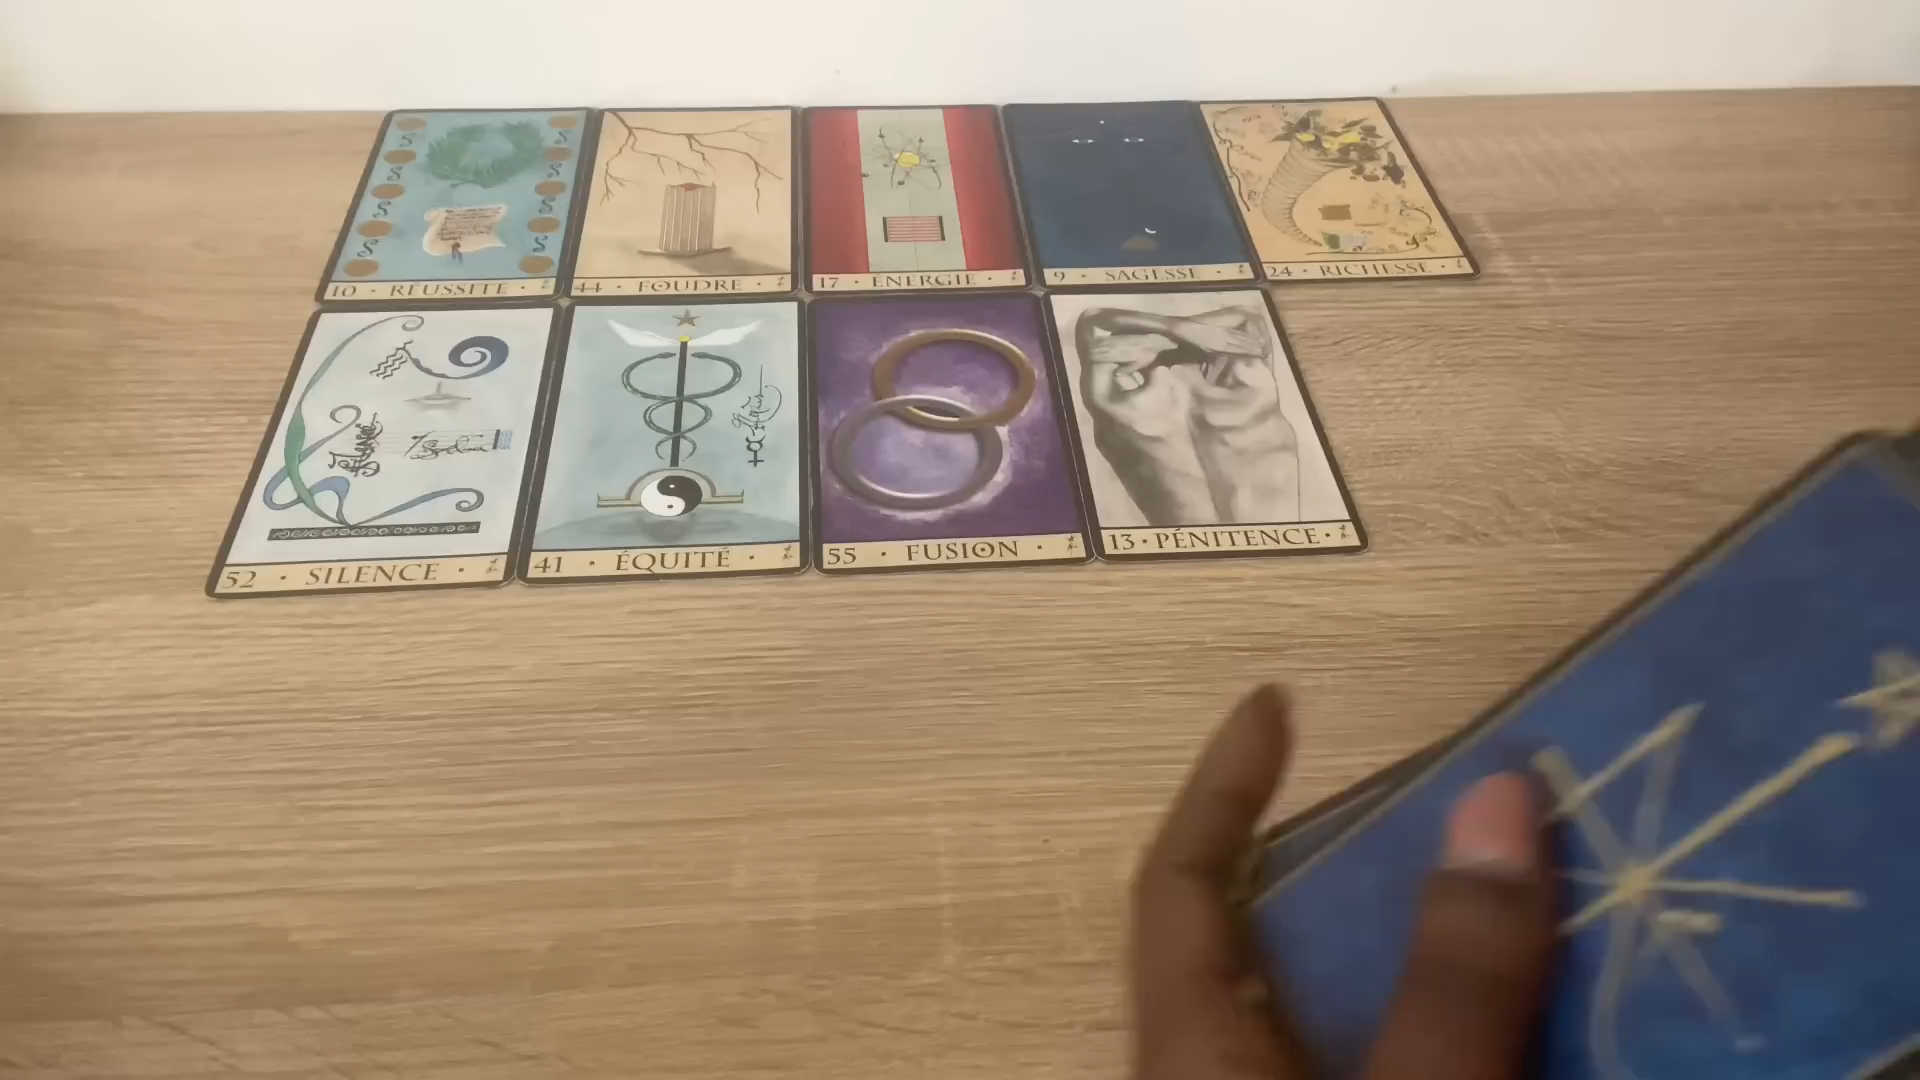 10 · RÉUSSITE ·
44 · FOUDRE ·
17 · ÉNERGIE ·
9 · SAGESSE ·
24 · RICHESSE ·
52 · SILENCE ·
41 · ÉQUITÉ ·
55 · FUSION ·
13 · PÉNITENCE ·